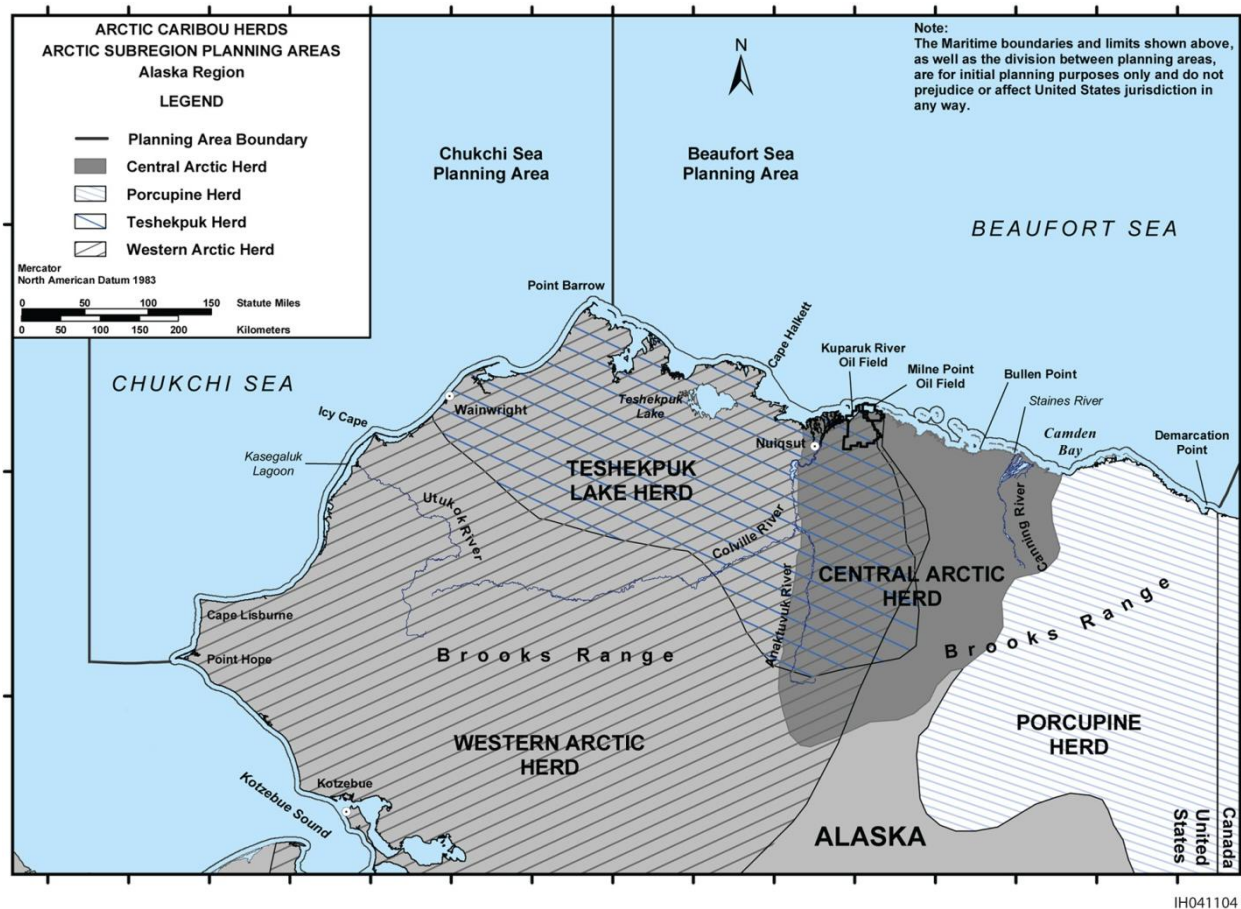 ARCTIC CARIBOU HERDS
ARCTIC SUBREGION PLANNING AREAS
Alaska Region
LEGEND
Planning Area Boundary
Central Arctic Herd
Porcupine Herd
Teshekpuk Herd
Western Arctic Herd
Mercator
North American Datum 1983
0 50 100 150 Statute Miles
0 50 100 150 200 Kilometers
N
Note:
The Maritime boundaries and limits shown above,
as well as the division between planning areas,
are for initial planning purposes only and do not
prejudice or affect United States jurisdiction in
any way.
Chukchi Sea
Planning Area
Beaufort Sea
Planning Area
BEAUFORT SEA
CHUKCHI SEA
Point Barrow
Cape Halkett
Kuparuk River
Oil Field
Milne Point
Oil Field
Bullen Point
Staines River
Camden
Bay
Demarcation
Point
Icy Cape
Wainwright
Teshekpuk
Lake
Nuiqsut
Kasegaluk
Lagoon
Utukok River
TESHEKPUK
LAKE HERD
Colville River
Anaktuvuk River
Canning River
CENTRAL ARCTIC
HERD
Cape Lisburne
Point Hope
Brooks Range
Brooks Range
WESTERN ARCTIC
HERD
PORCUPINE
HERD
Kotzebue
Kotzebue Sound
ALASKA
United
States
Canada
IH041104